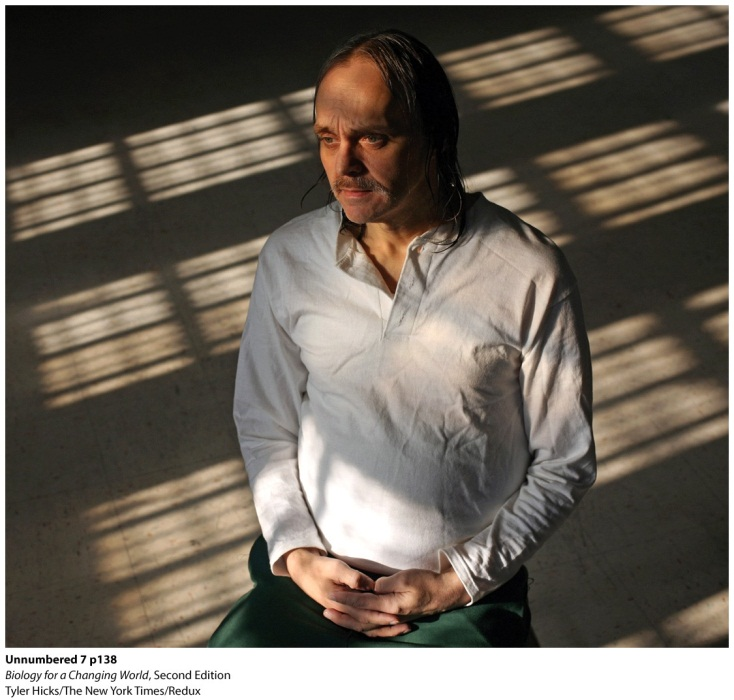 Unnumbered 7 p138
Biology for a Changing World, Second Edition
Tyler Hicks/The New York Times/Redux